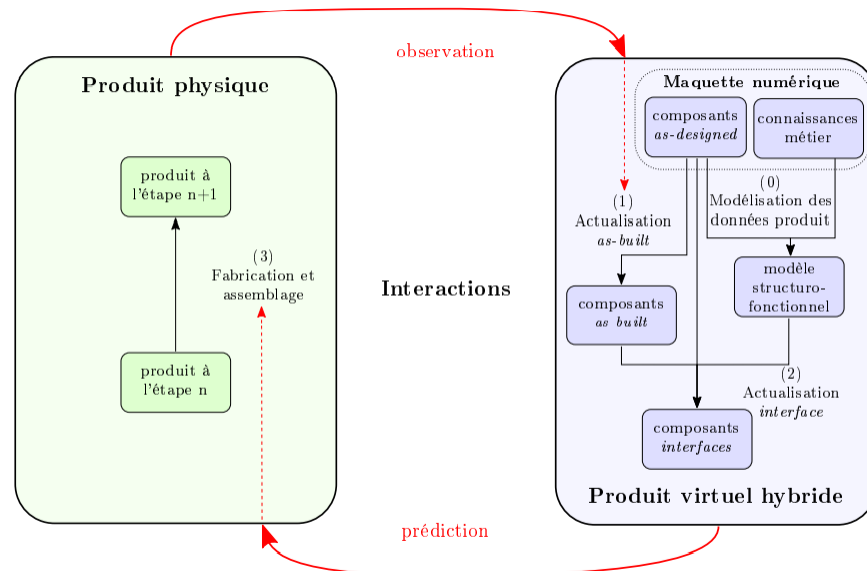 observation
Produit physique
produit à
l'étape n+1
(3)
Fabrication et
assemblage
produit à
l'étape n
Interactions
Maquette numérique
composants
as-designed
connaissances
métier
(0)
Modélisation des
données produit
(1)
Actualisation
as-built
composants
as built
modèle
structuro-
fonctionnel
(2)
Actualisation
interface
composants
interfaces
Produit virtuel hybride
prédiction